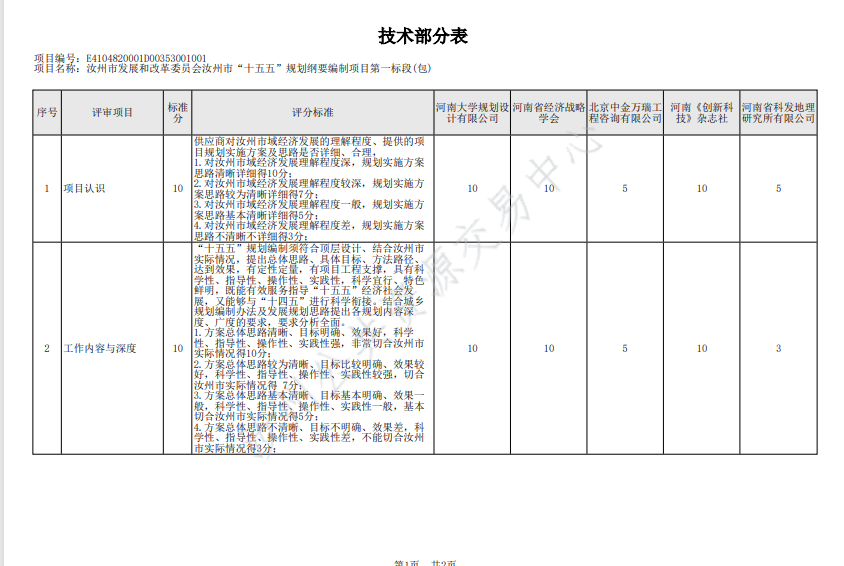 技术部分表
项目编号：E4104820001D00353001001
项目名称：汝州市发展和改革委员会汝州市“十五五”规划纲要编制项目第一标段(包)
序号
评审项目
标准
分
评分标准
河南大学规划设
计有限公司
河南省经济战略
学会
北京中金万瑞工
程咨询有限公司
河南《创新科
技》杂志社
河南省科发地理
研究所有限公司
1
项目认识
10
供应商对汝州市域经济发展的理解程度、提供的项
目规划实施方案及思路是否详细、合理，
1.对汝州市域经济发展理解程度深，规划实施方案
思路清晰详细得10分；
2.对汝州市域经济发展理解程度较深，规划实施方
案思路较为清晰详细得7分；
3.对汝州市域经济发展理解程度一般，规划实施方
案思路基本清晰详细得5分；
4.对汝州市域经济发展理解程度差，规划实施方案
思路不清晰不详细得3分；
10
10
5
10
5
2
工作内容与深度
10
“十五五”规划编制须符合顶层设计、结合汝州市
实际情况，提出总体思路、具体目标、方法路径、
达到效果，有定性定量，有项目工程支撑，具有科
学性、指导性、操作性、实践性，科学宜行、特色
鲜明，既能有效服务指导“十五五”经济社会发
展，又能够与“十四五”进行科学衔接。结合城乡
规划编制办法及发展规划思路提出各规划内容深
度、广度的要求，要求分析全面。
1.方案总体思路清晰、目标明确、效果好，科学
性、指导性、操作性、实践性强，非常切合汝州市
实际情况得10分；
2.方案总体思路较为清晰、目标比较明确、效果较
好，科学性、指导性、操作性、实践性较强，切合
汝州市实际情况得 7分；
3.方案总体思路基本清晰、目标基本明确、效果一
般，科学性、指导性、操作性、实践性一般，基本
切合汝州市实际情况得5分；
4.方案总体思路不清晰、目标不明确、效果差，科
学性、指导性、操作性、实践性差，不能切合汝州
市实际情况得3分；
10
10
5
10
3
公共资源交易中心
第1页 共2页